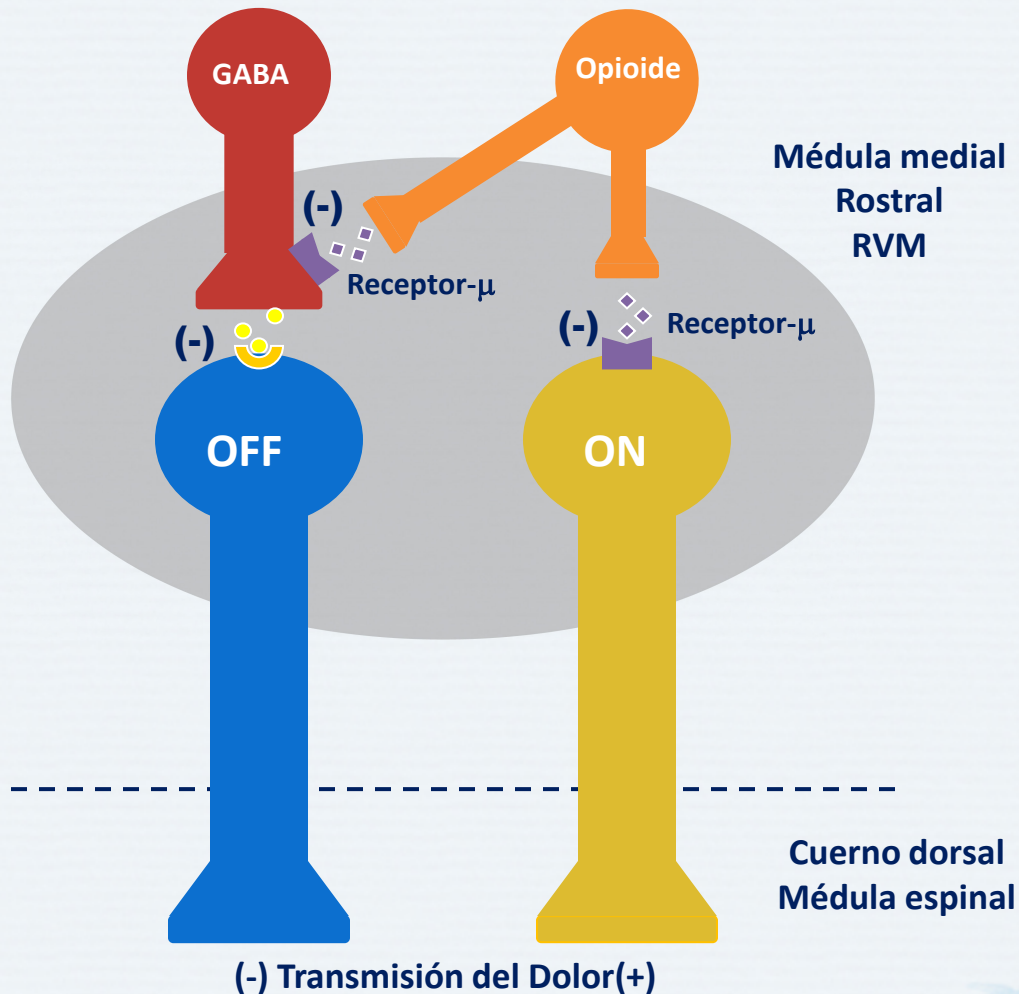 GABA
Opioide
Médula medial
Rostral
RVM
(-)
Receptor-μ
(-)
Receptor-μ
(-)
OFF
ON
Cuerno dorsal
Médula espinal
(-) Transmisión del Dolor(+)